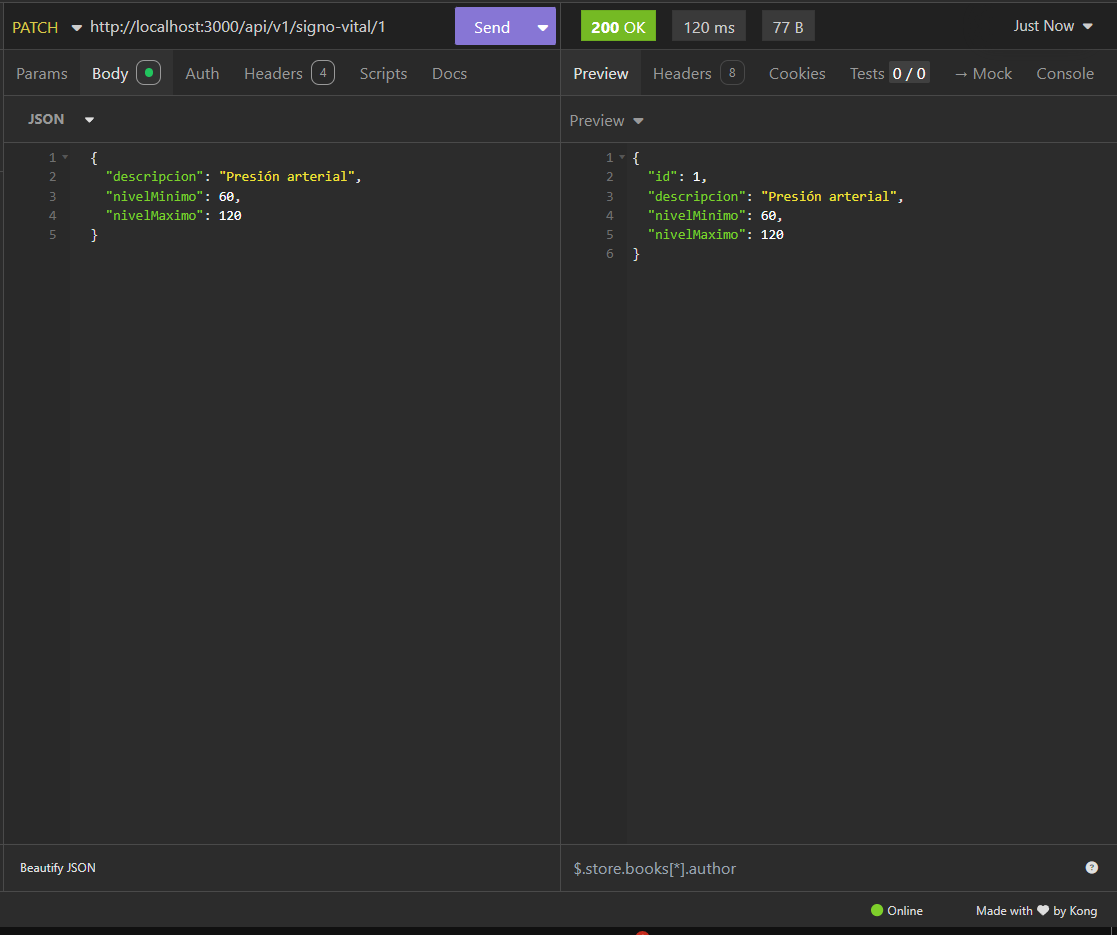 PATCH http://localhost:3000/api/v1/signo-vital/1 Send
200 OK 120 ms 77 B Just Now
Params Body Auth Headers 4 Scripts Docs
Preview Headers 8 Cookies Tests 0 / 0 → Mock Console
JSON
Preview
1 {
2 "descripcion": "Presión arterial",
3 "nivelMinimo": 60,
4 "nivelMaximo": 120
5 }
1 {
2 "id": 1,
3 "descripcion": "Presión arterial",
4 "nivelMinimo": 60,
5 "nivelMaximo": 120
6 }
Beautify JSON
$.store.books[*].author ?
Online Made with ♥ by Kong